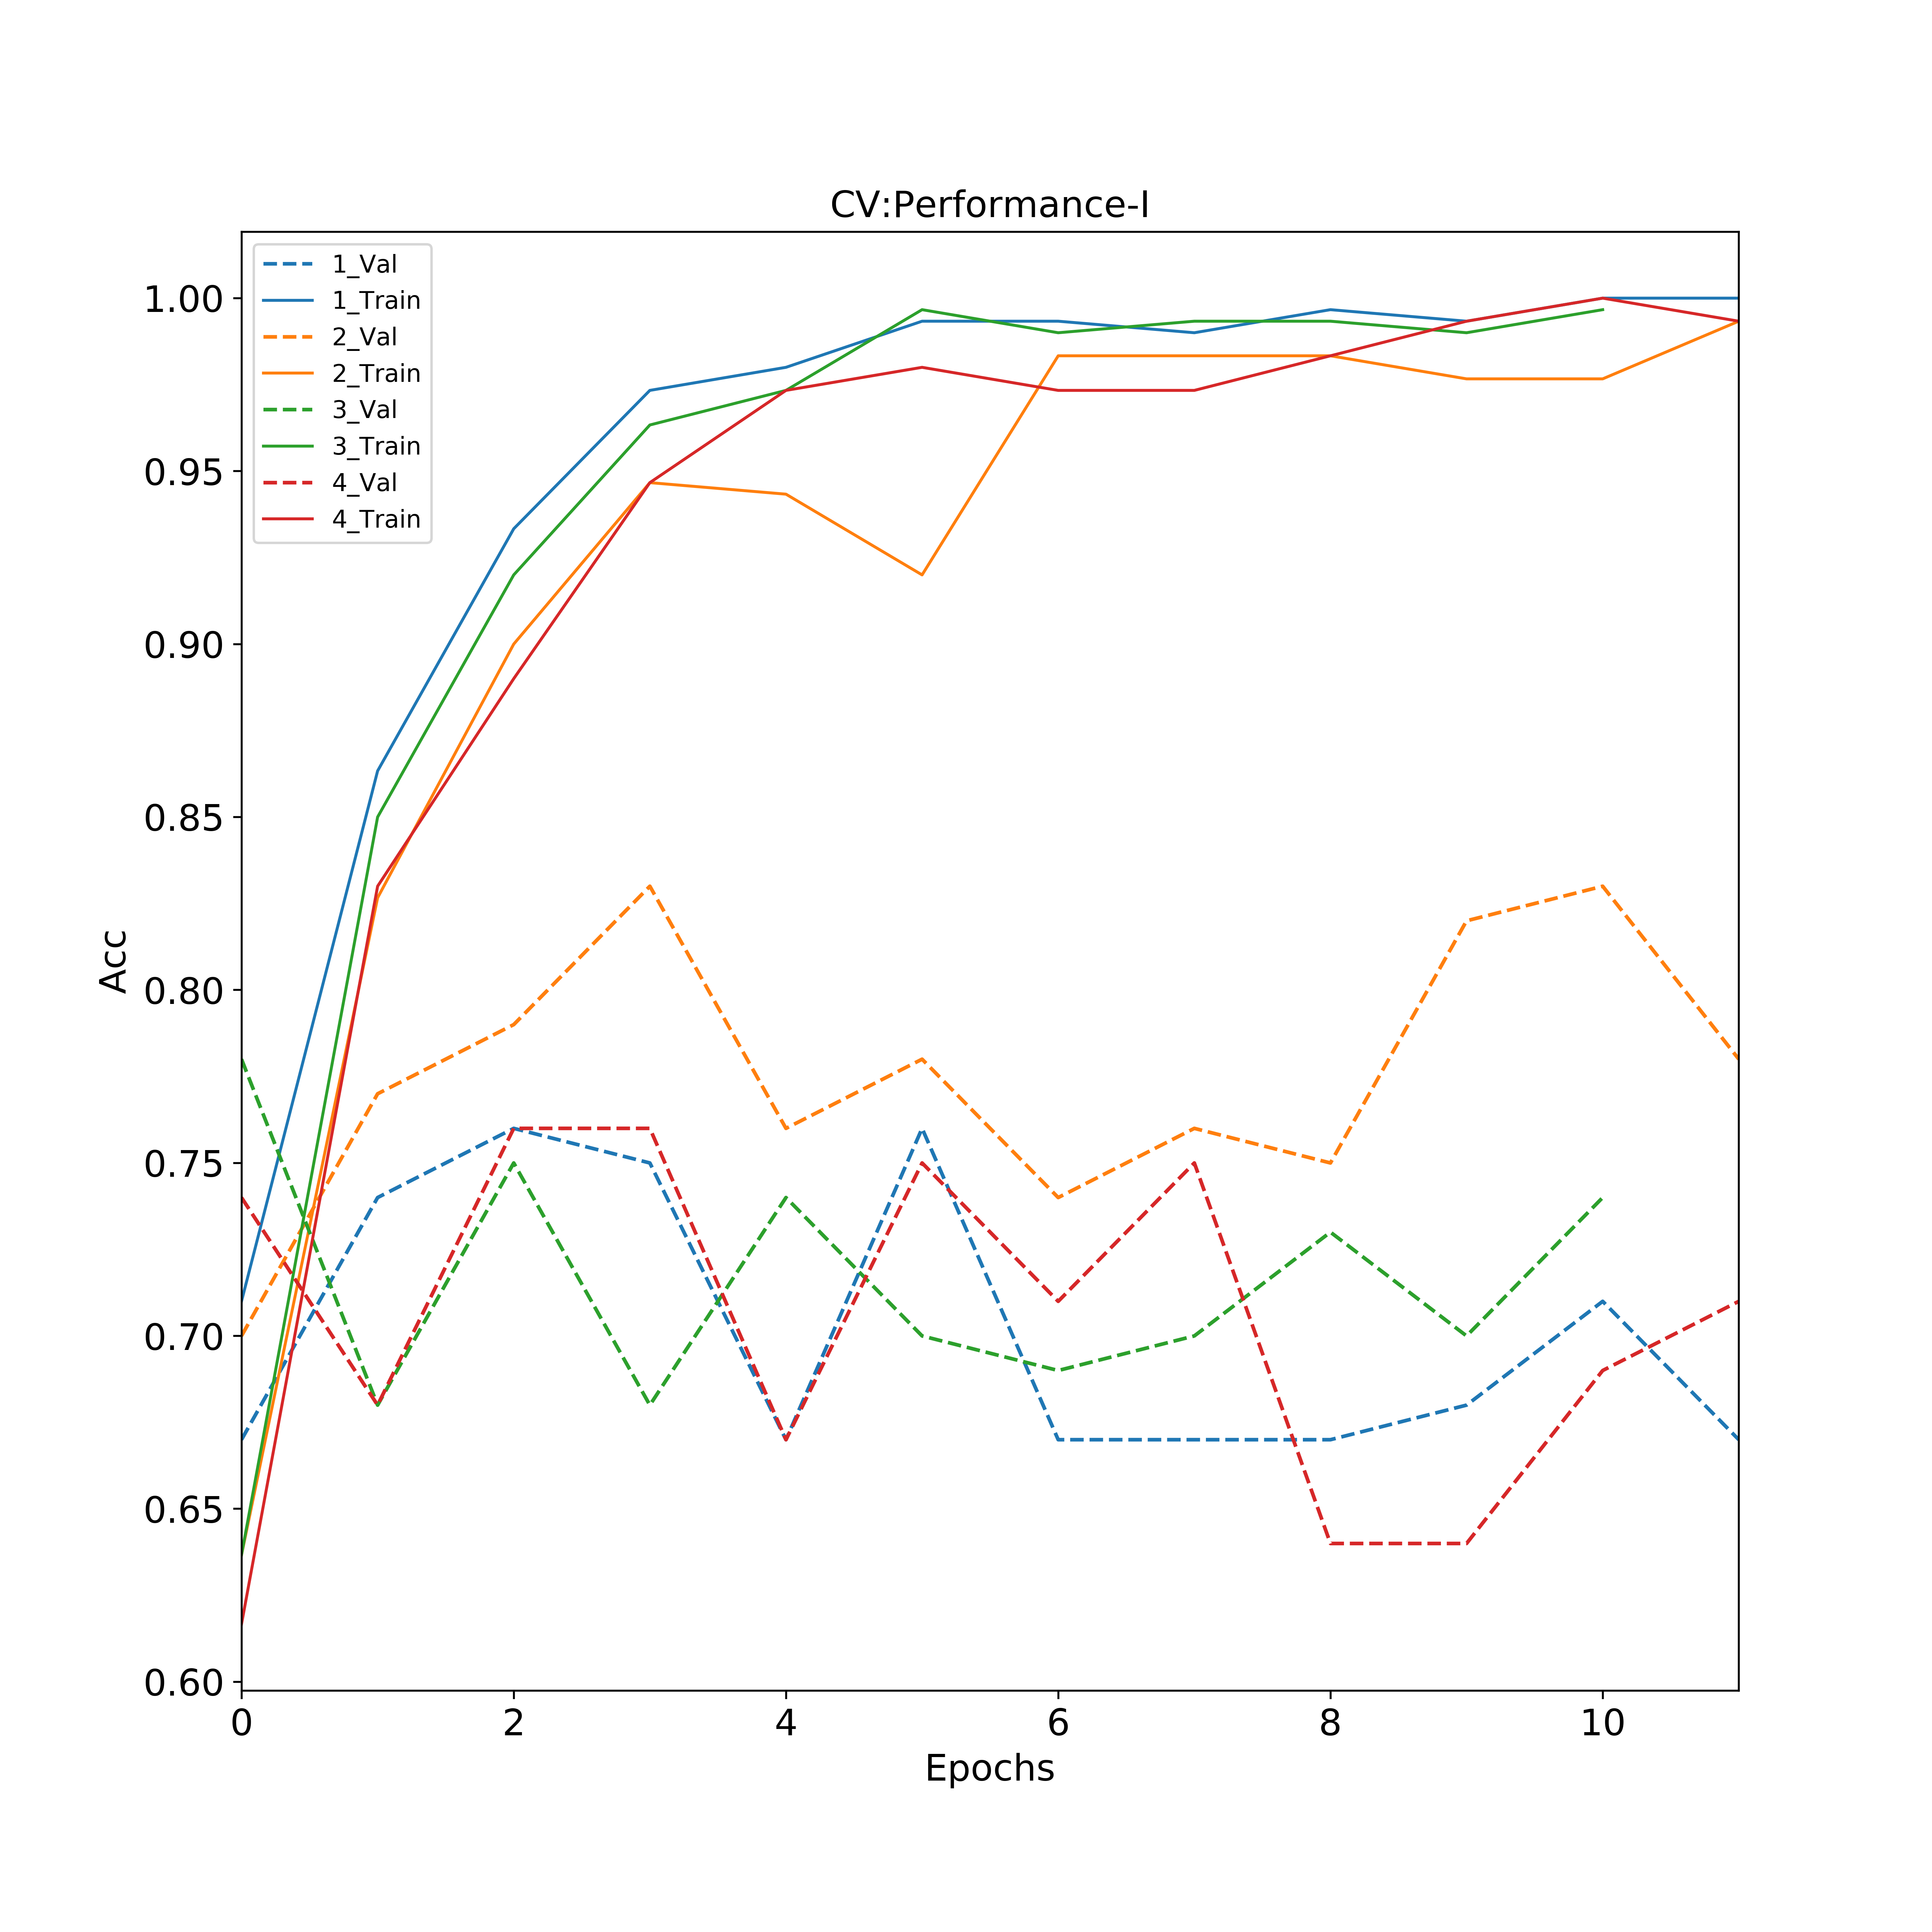 CV:Performance-I
1_Val
1_Train
2_Val
2_Train
3_Val
3_Train
4_Val
4_Train
1.00
0.95
0.90
0.85
0.80
0.75
0.70
0.65
0.60
Acc
0 2 4 6 8 10
Epochs